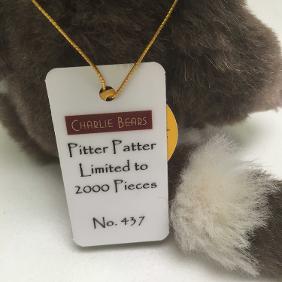 CHARLIE BEARS
Pitter Patter
Limited to
2000 Pieces
No. 437